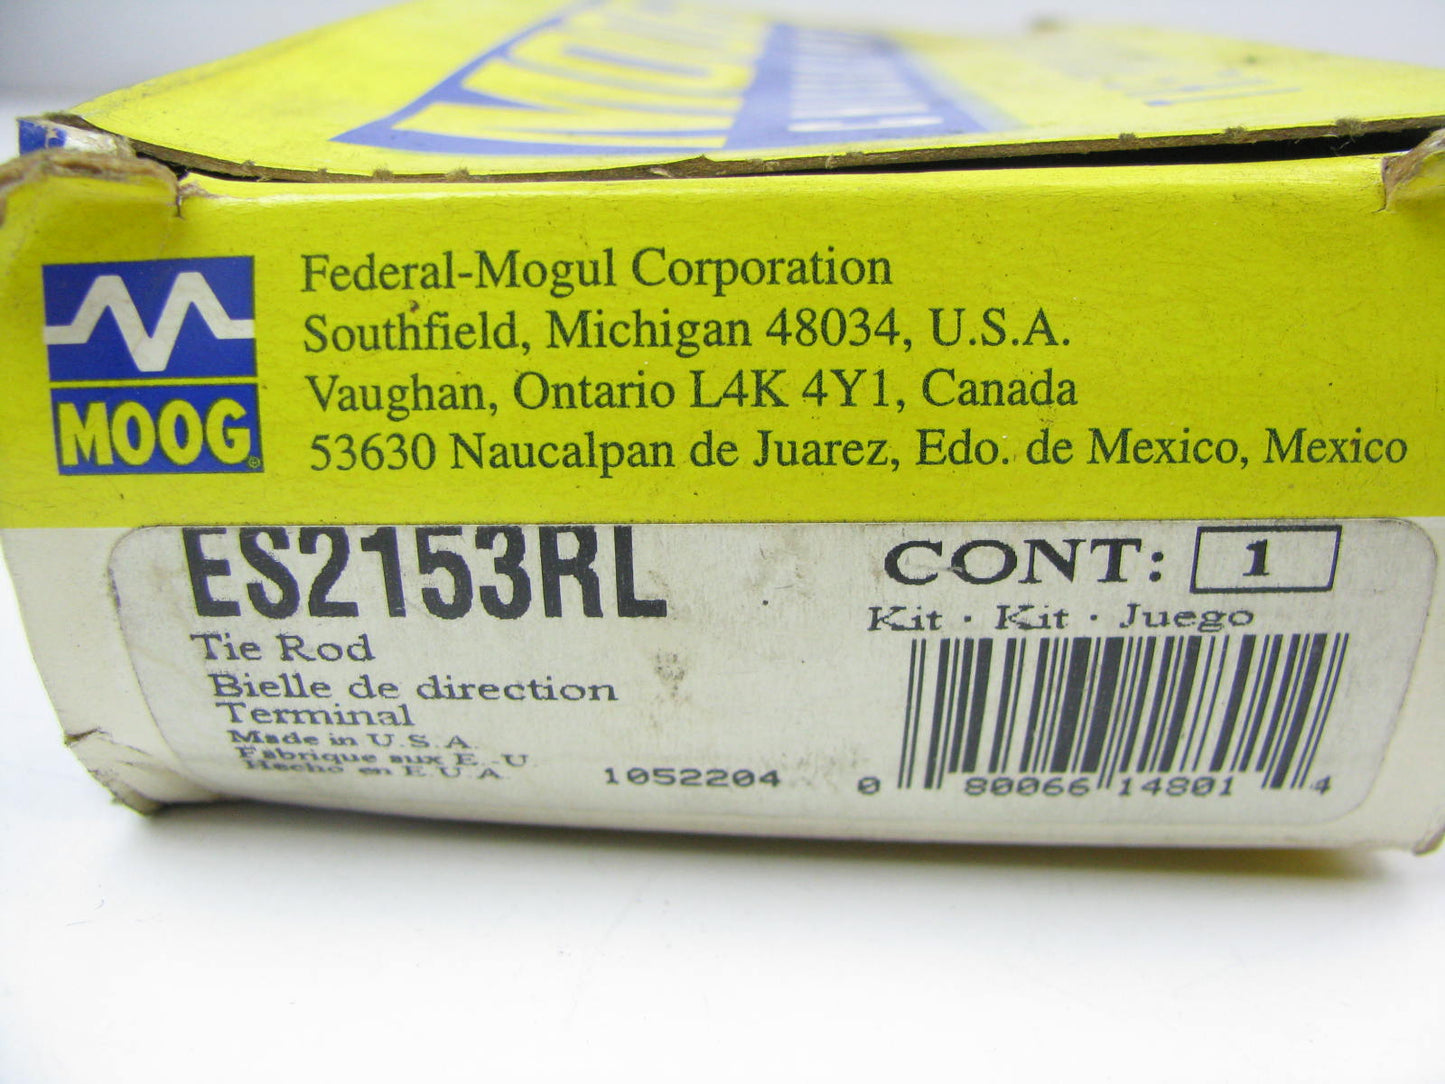 MOOG
Federal-Mogul Corporation
Southfield, Michigan 48034, U.S.A.
Vaughan, Ontario L4K 4Y1, Canada
53630 Naucalpan de Juarez, Edo. de Mexico, Mexico
MOOG®
ES2153RL
CONT: 1
Kit · Kit · Juego
Tie Rod
Bielle de direction
Terminal
Made in U.S.A.
Fabrique aux E.-U.
Hecho en E U A
1052204
0 80066 14801 4